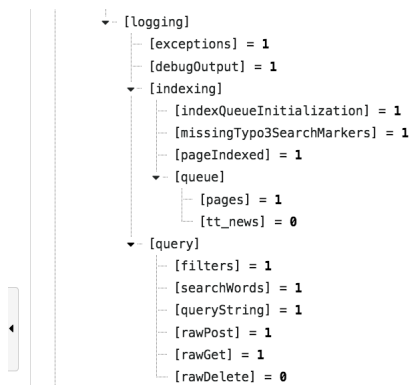 [logging]
[exceptions] = 1
[debugOutput] = 1
[indexing]
[indexQueueInitialization] = 1
[missingTypo3SearchMarkers] = 1
[pageIndexed] = 1
[queue]
[pages] = 1
[tt_news] = 0
[query]
[filters] = 1
[searchWords] = 1
[queryString] = 1
[rawPost] = 1
[rawGet] = 1
[rawDelete] = 0